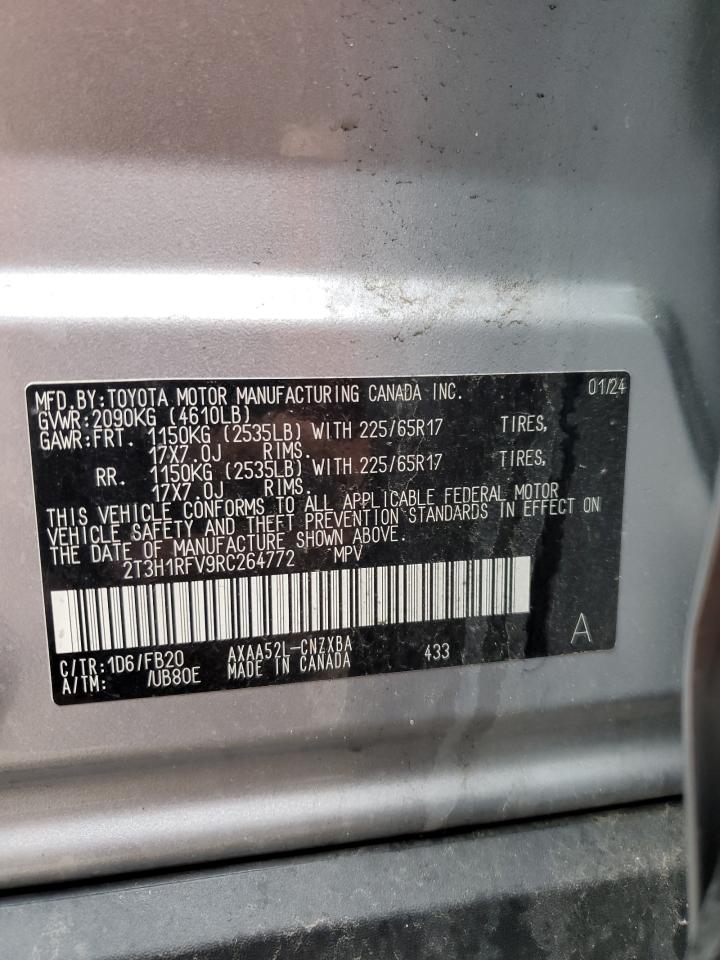 MFD.BY:TOYOTA MOTOR MANUFACTURING CANADA INC. 01/24
GVWR:2090KG (4610LB)
GAWR:FRT. 1150KG (2535LB) WITH 225/65R17 TIRES,
17X7.0J RIMS.
RR. 1150KG (2535LB) WITH 225/65R17 TIRES,
17X7.0J RIMS.
THIS VEHICLE CONFORMS TO ALL APPLICABLE FEDERAL MOTOR
VEHICLE SAFETY AND THEFT PREVENTION STANDARDS IN EFFECT ON
THE DATE OF MANUFACTURE SHOWN ABOVE.
2T3H1RFV9RC264772 MPV
A
C/TR:1D6/FB20 AXAA52L-CNZXBA 433
A/TM: /UB80E MADE IN CANADA